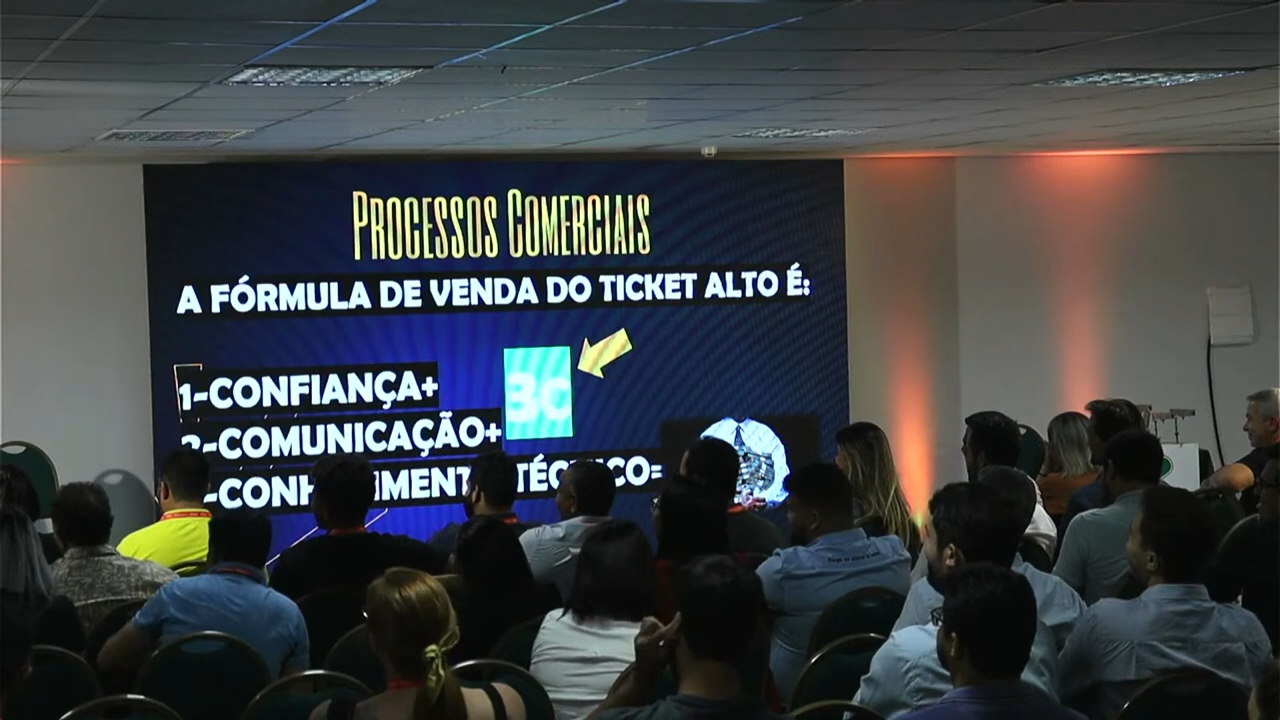 PROCESSOS COMERCIAIS
A FÓRMULA DE VENDA DO TICKET ALTO É:
1-CONFIANÇA+
3C
2-COMUNICAÇÃO+